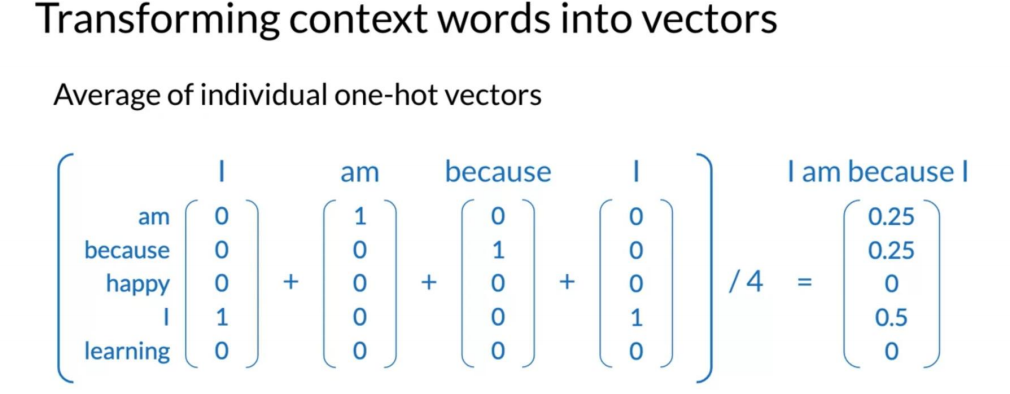 Transforming context words into vectors
Average of individual one-hot vectors
I am because I I am because I
am 0 1 0 0 0.25
because 0 0 1 0 0.25
happy 0 + 0 + 0 + 0 / 4 = 0
I 1 0 0 1 0.5
learning 0 0 0 0 0